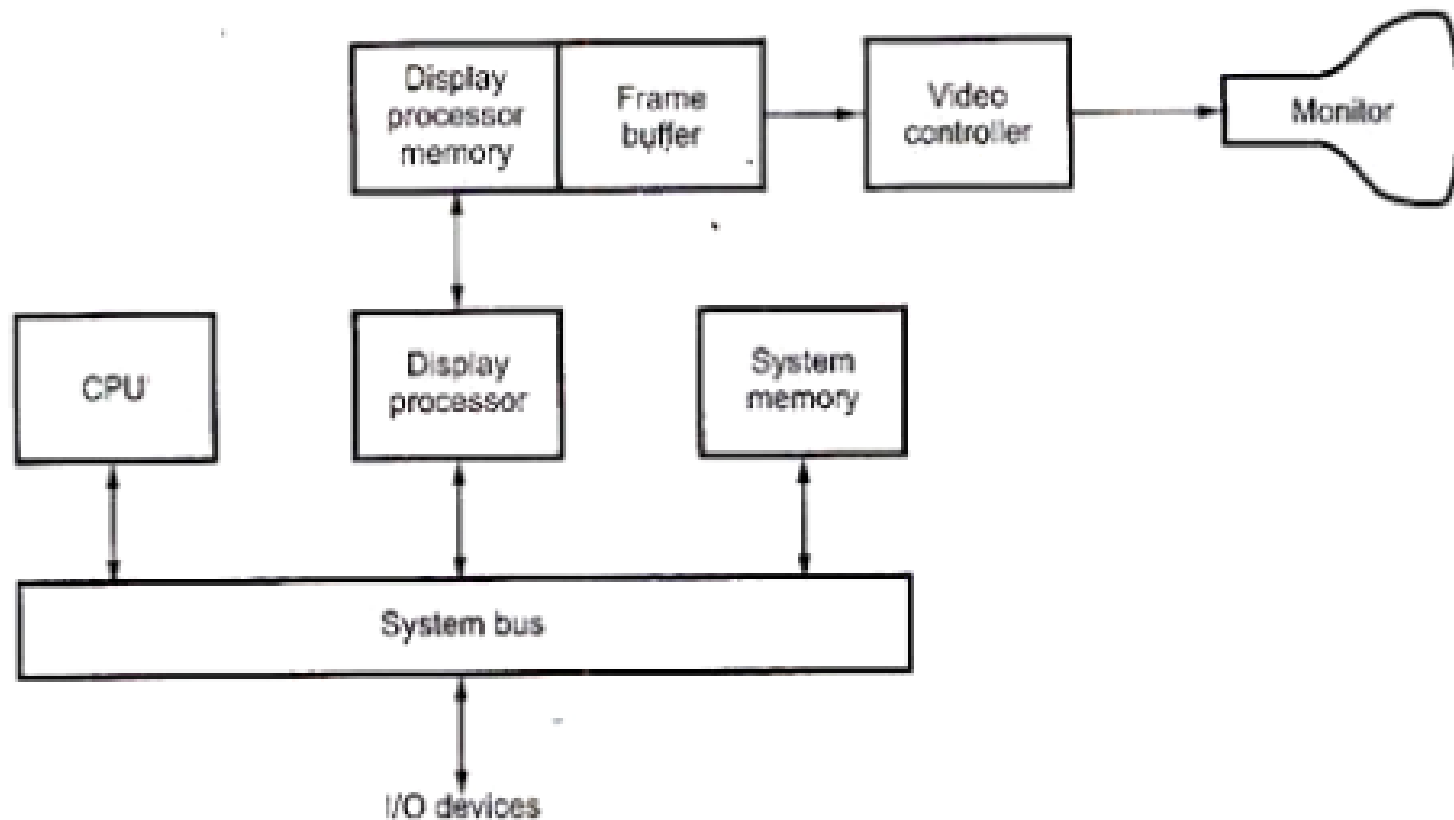 Display
processor
memory
Frame
buffer
Video
controller
Monitor
CPU
Display
processor
System
memory
System bus
I/O devices